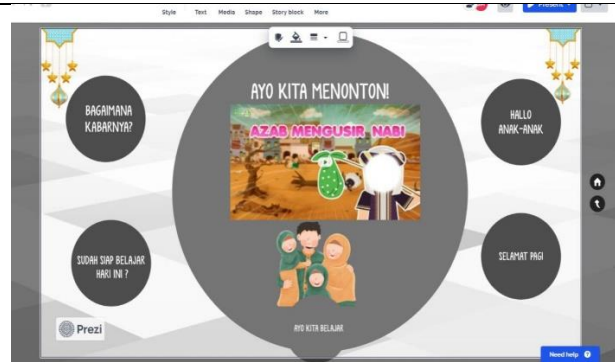 Style Text Media Shape Story block More
Present
AYO KITA MENONTON!
BAGAIMANA
KABARNYA?
HALLO
ANAK-ANAK
AZAB MENGUSIR NABI
SUDAH SIAP BELAJAR
HARI INI ?
SELAMAT PAGI
AYO KITA BELAJAR
Prezi
Need help ?